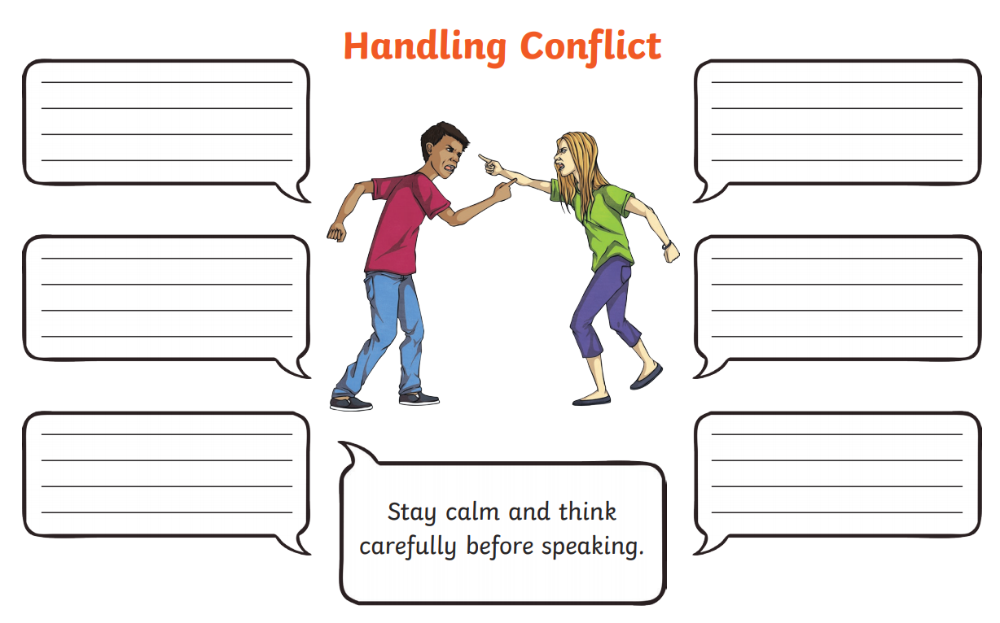 Handling Conflict
Stay calm and think
carefully before speaking.